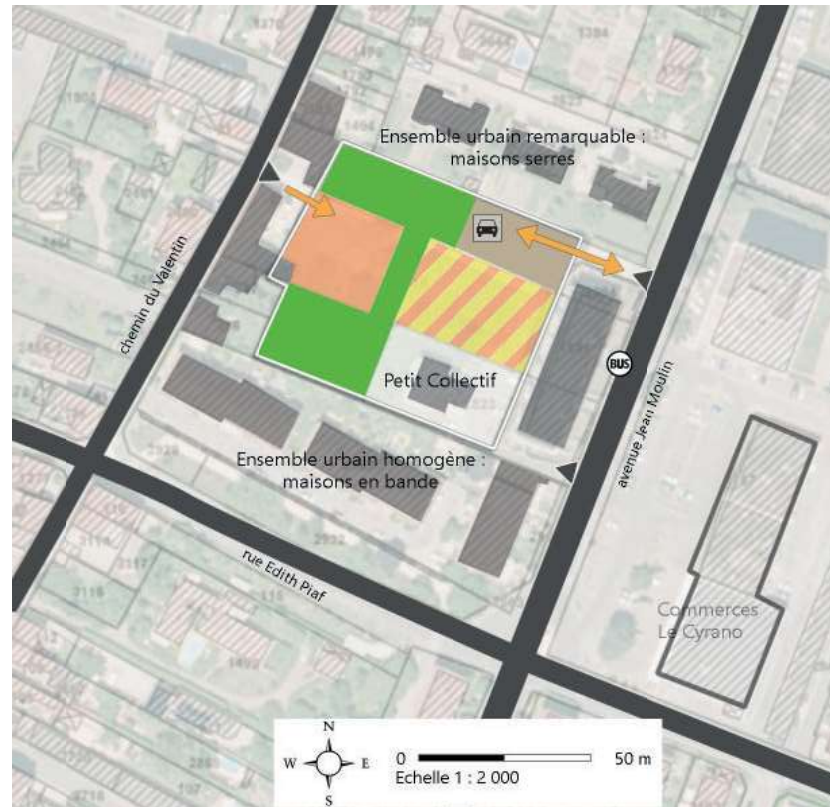 Ensemble urbain remarquable :
maisons serres
chemin du Valentin
Petit Collectif
BUS
avenue Jean Moulin
Ensemble urbain homogène :
maisons en bande
rue Edith Piaf
Commerces
Le Cyrano
N
W E
S
0 50 m
Echelle 1 : 2 000